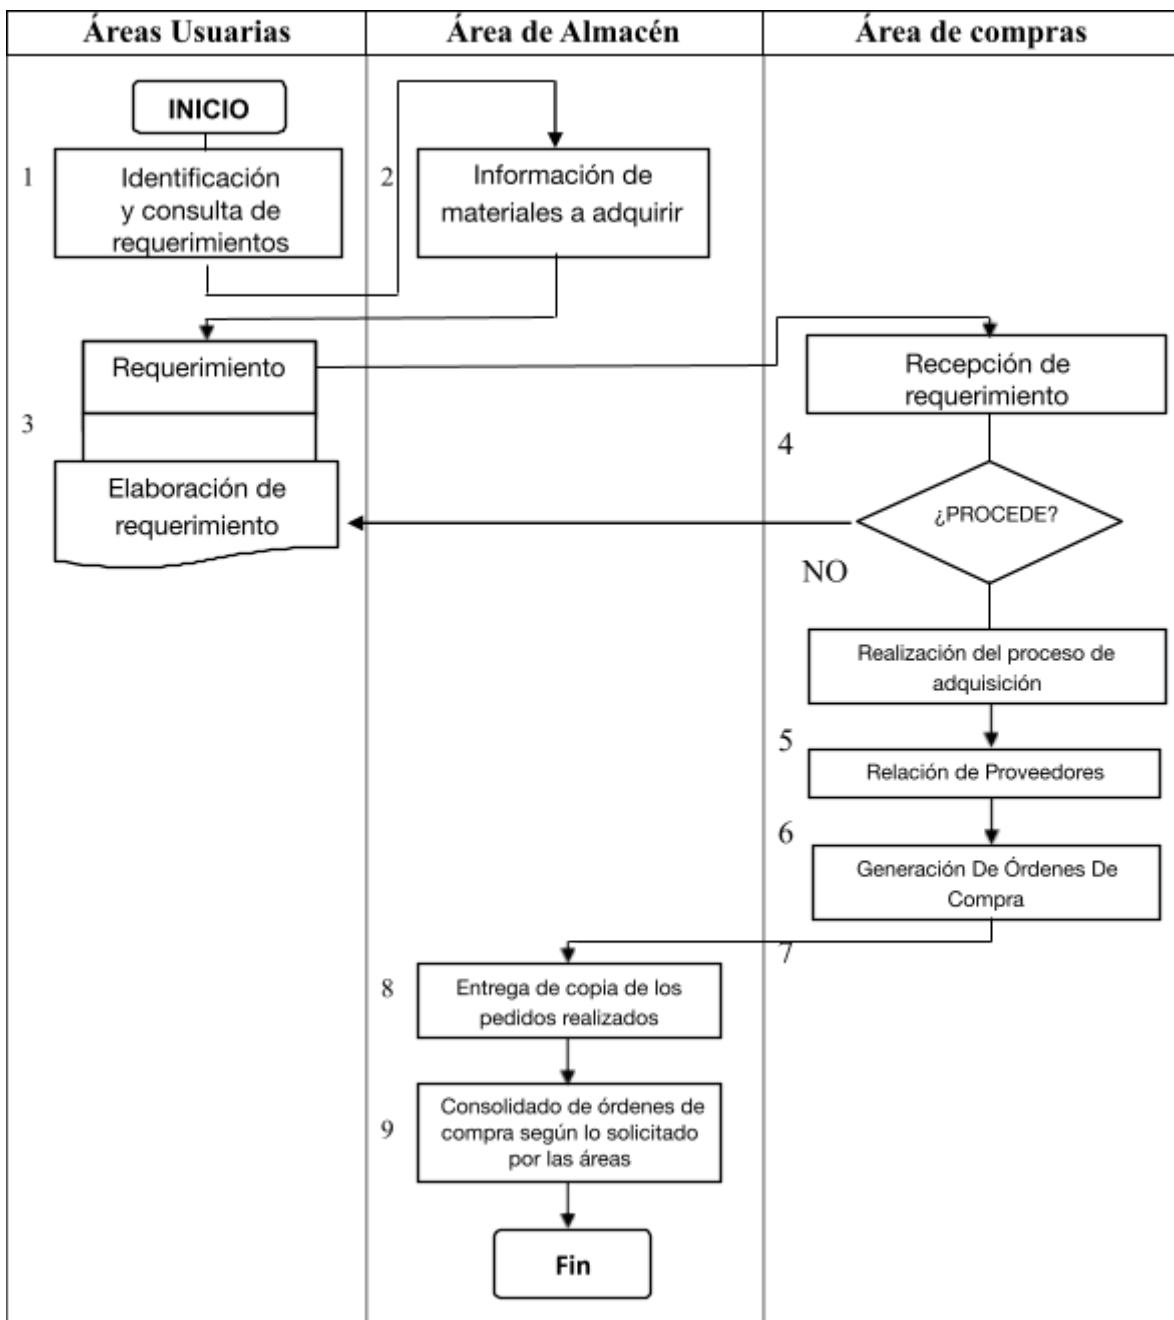 Áreas Usuarias
Área de Almacén
Área de compras
INICIO
1
Identificación
y consulta de
requerimientos
2
Información de
materiales a adquirir
Requerimiento
3
Elaboración de
requerimiento
Recepción de
requerimiento
4
¿PROCEDE?
NO
Realización del proceso de
adquisición
5
Relación de Proveedores
6
Generación De Órdenes De
Compra
7
8
Entrega de copia de los
pedidos realizados
9
Consolidado de órdenes de
compra según lo solicitado
por las áreas
Fin